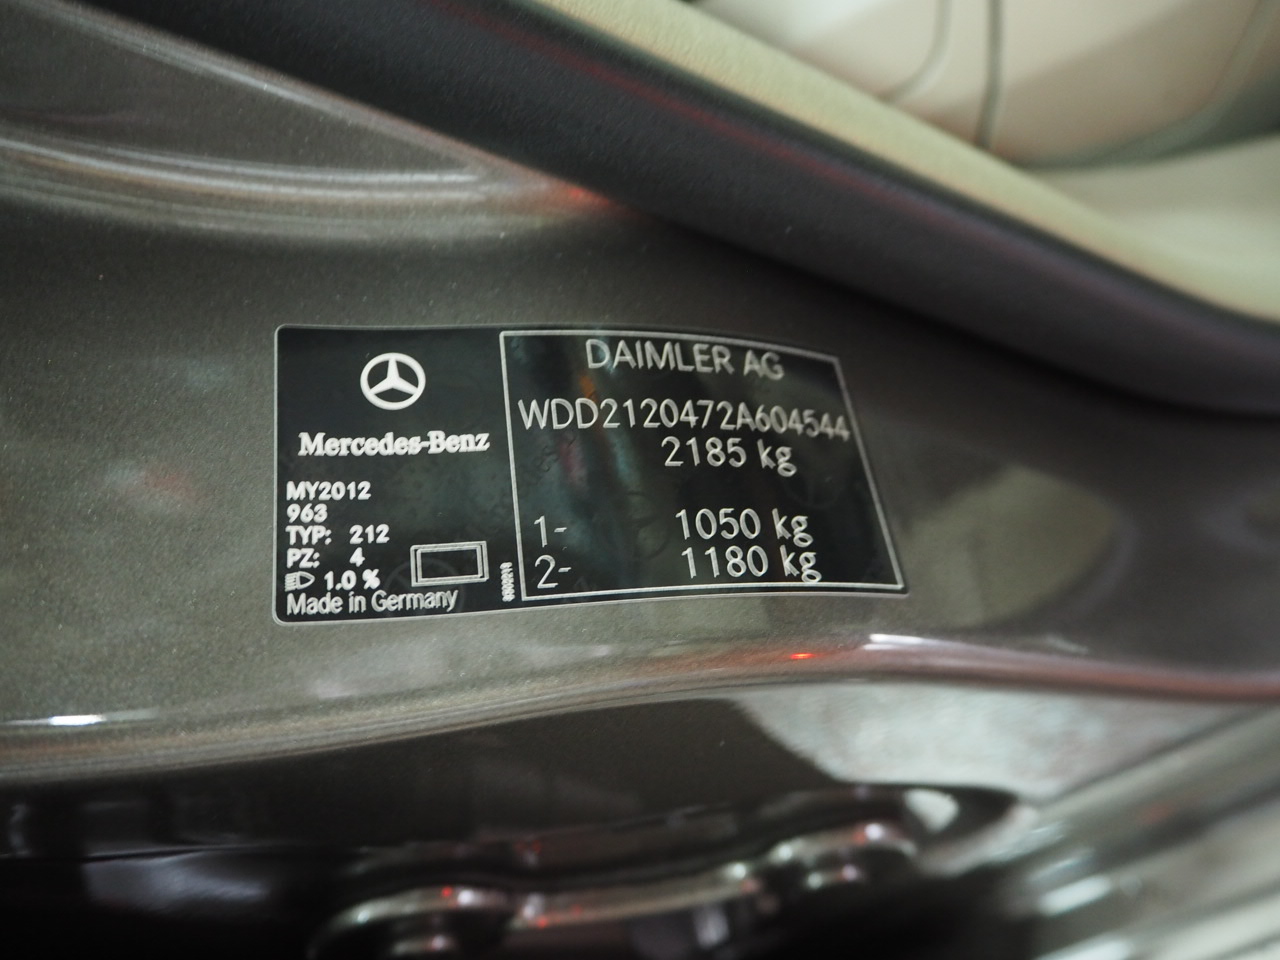 Mercedes-Benz
MY2012
963
TYP: 212
PZ: 4
1.0 %
Made in Germany
DAIMLER AG
WDD2120472A604544
2185 kg
1- 1050 kg
2- 1180 kg